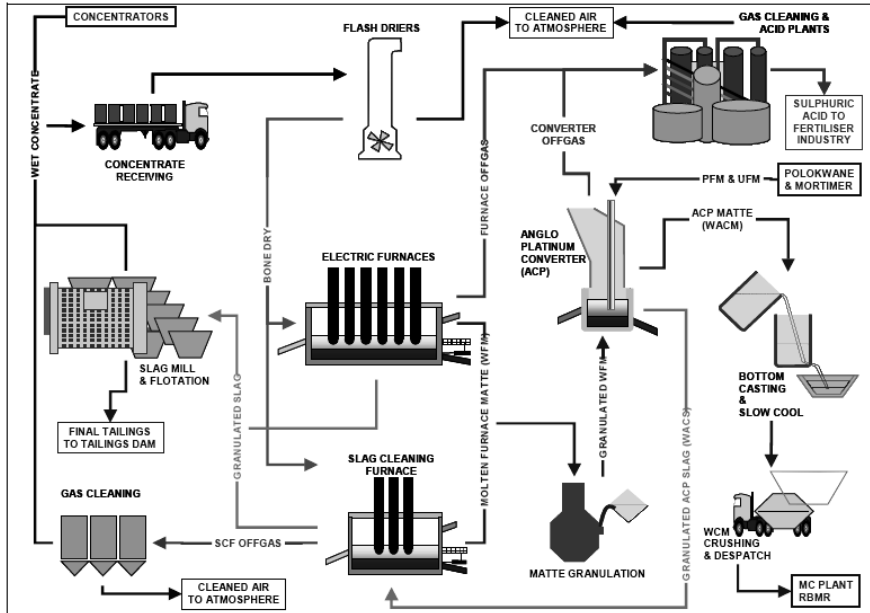 CONCENTRATORS
FLASH DRIERS
CLEANED AIR
TO ATMOSPHERE
GAS CLEANING &
ACID PLANTS
WET CONCENTRATE
CONCENTRATE
RECEIVING
BONE DRY
FURNACE OFFGAS
CONVERTER
OFFGAS
SULPHURIC
ACID TO
FERTILISER
INDUSTRY
PFM & UFM
POLOKWANE
& MORTIMER
ANGLO
PLATINUM
CONVERTER
(ACP)
ACP MATTE
(WACM)
ELECTRIC FURNACES
SLAG MILL
& FLOTATION
FINAL TAILINGS
TO TAILINGS DAM
GRANULATED SLAG
MOLTEN FURNACE MATTE (WFM)
GRANULATED WFM
GRANULATED ACP SLAG (WACS)
BOTTOM
CASTING
&
SLOW COOL
SLAG CLEANING
FURNACE
GAS CLEANING
SCF OFFGAS
MATTE GRANULATION
WCM
CRUSHING
& DESPATCH
CLEANED AIR
TO ATMOSPHERE
MC PLANT
RBMR